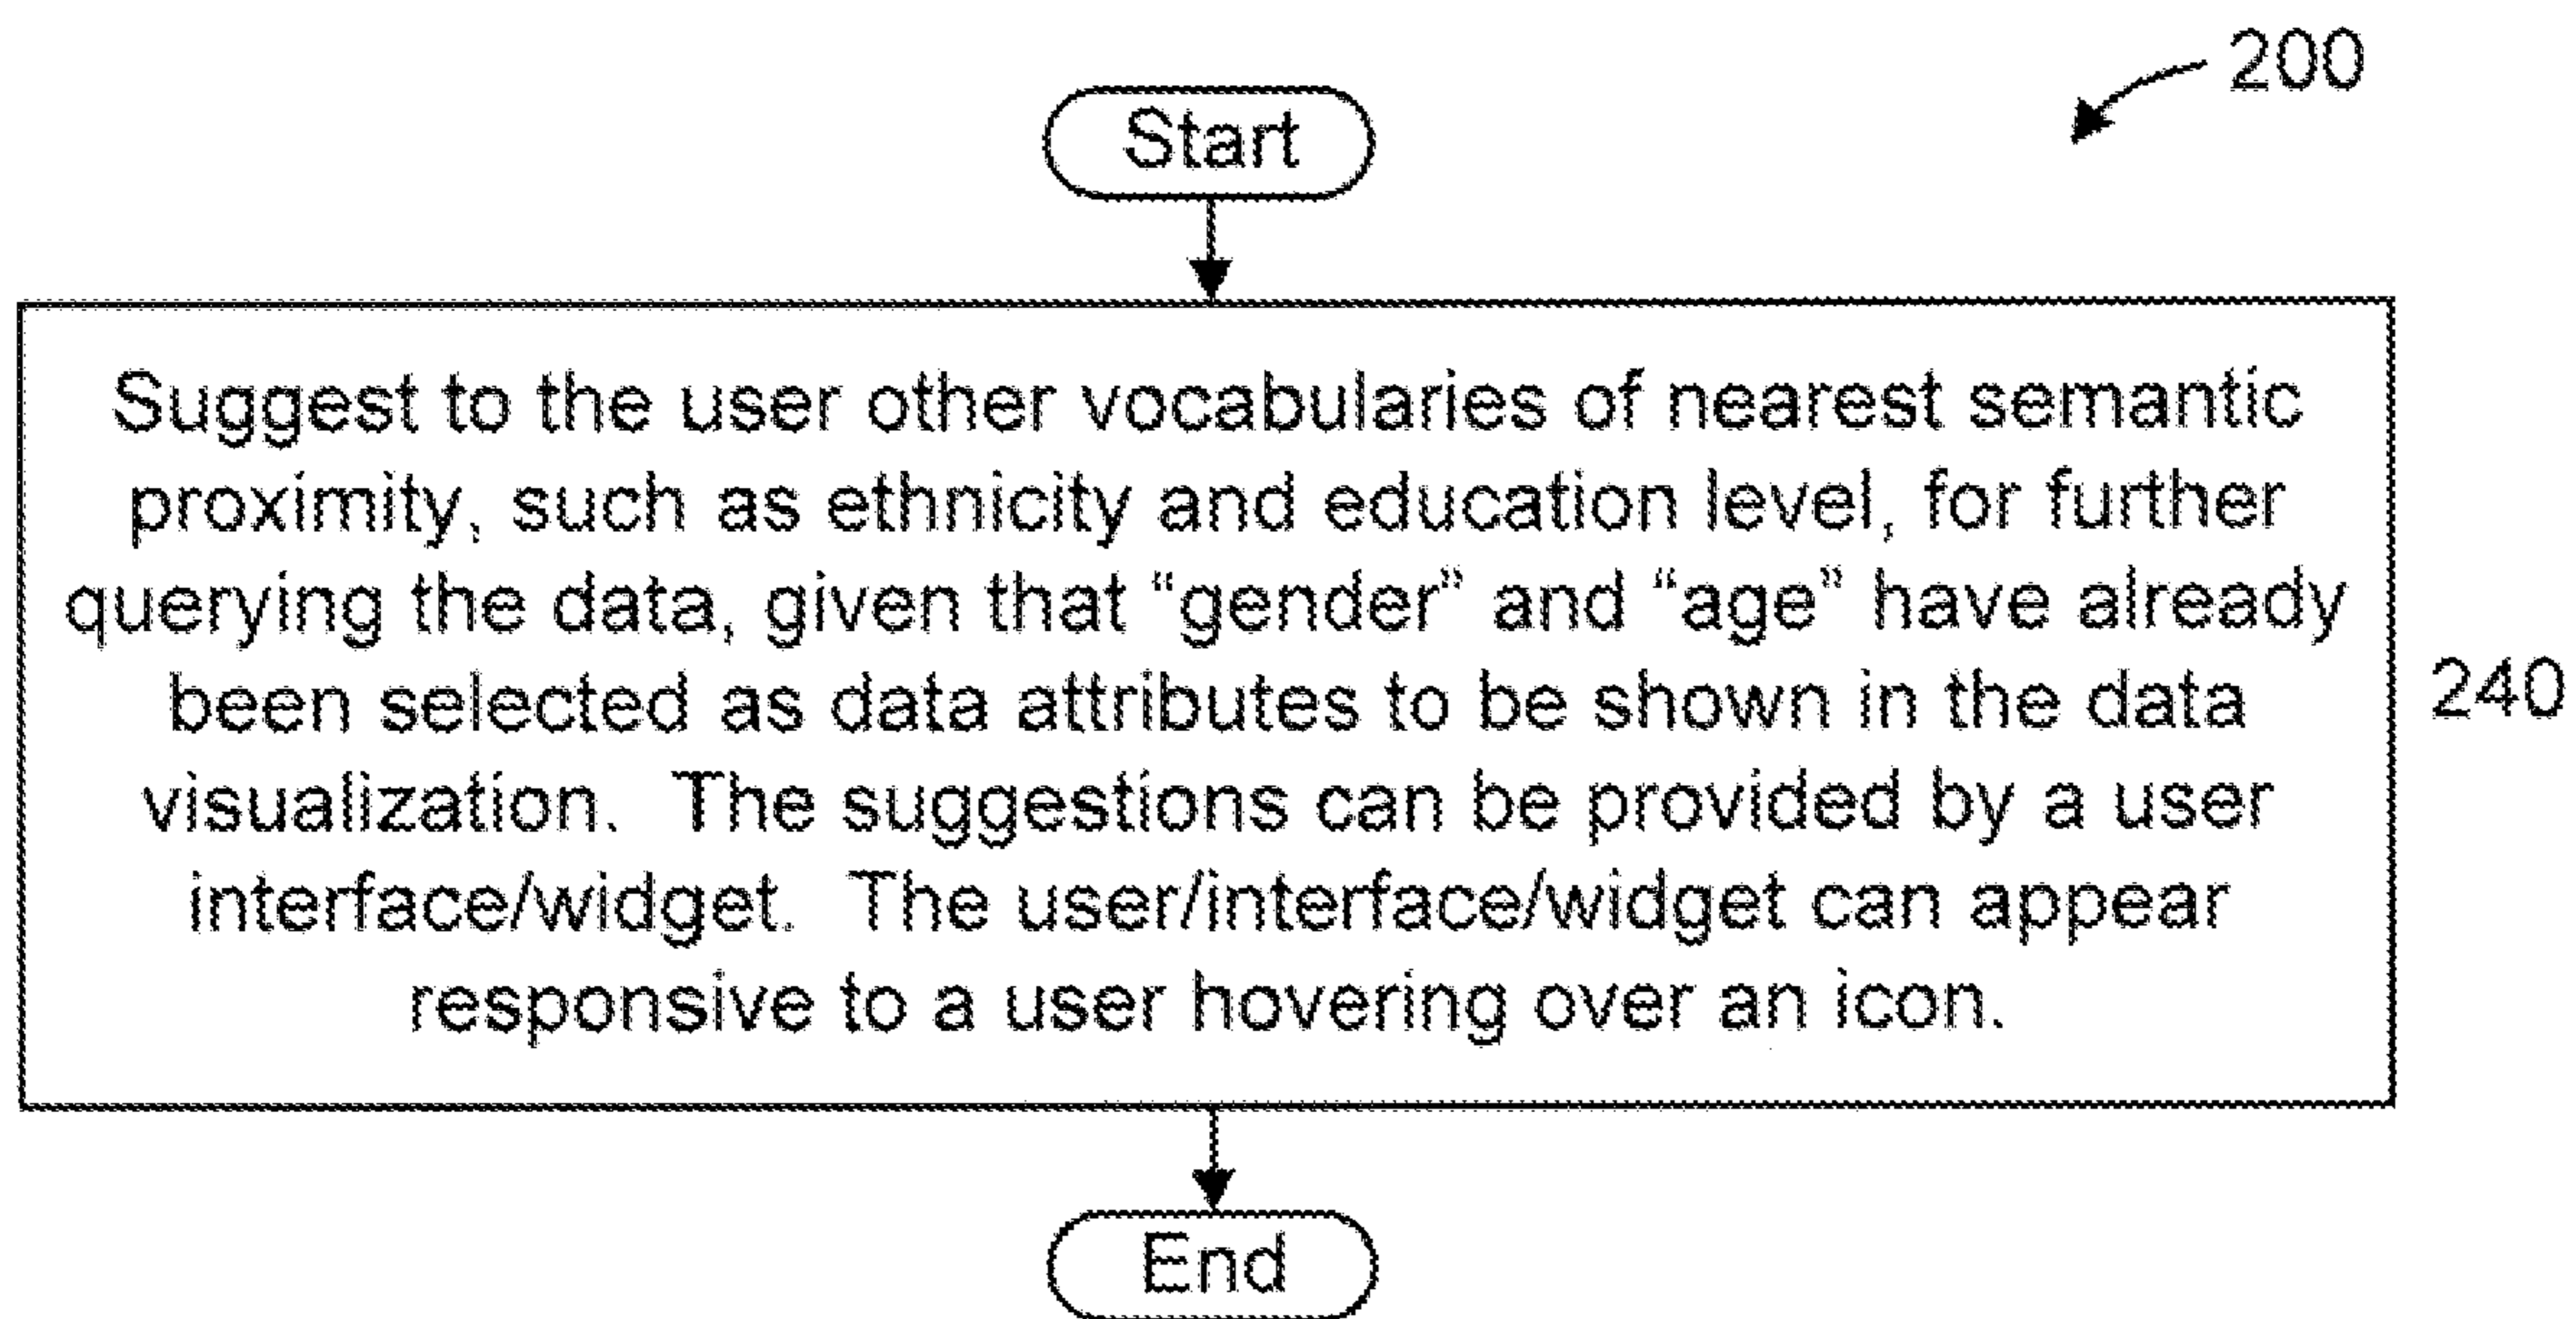 200
Start
Suggest to the user other vocabularies of nearest semantic
proximity, such as ethnicity and education level, for further
querying the data, given that “gender” and “age” have already
been selected as data attributes to be shown in the data
visualization.  The suggestions can be provided by a user
interface/widget.  The user/interface/widget can appear
responsive to a user hovering over an icon.
240
End